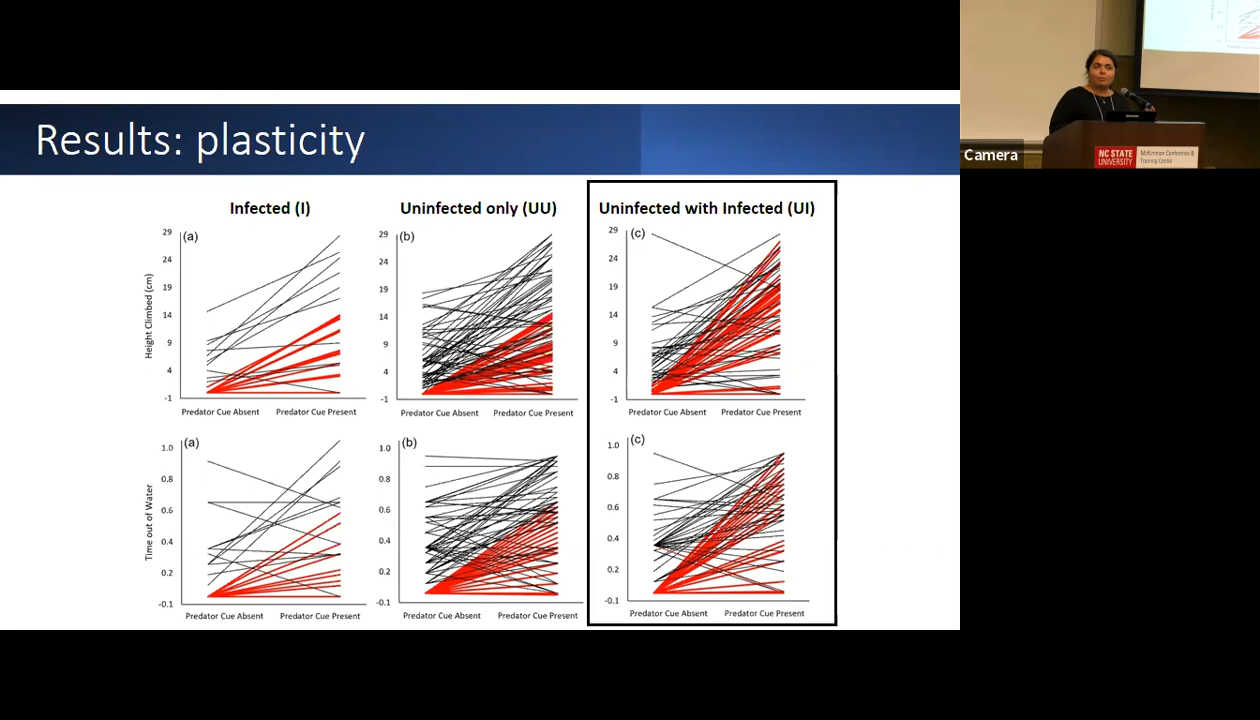 Results: plasticity
Infected (I)
Uninfected only (UU)
Uninfected with Infected (UI)
(a)
(b)
(c)
Height Climbed (cm)
29
24
19
14
9
4
-1
29
24
19
14
9
4
-1
29
24
19
14
9
4
-1
Predator Cue Absent
Predator Cue Present
Predator Cue Absent
Predator Cue Present
Predator Cue Absent
Predator Cue Present
(a)
(b)
(c)
Time out of Water
1.0
0.8
0.6
0.4
0.2
-0.1
1.0
0.8
0.6
0.4
0.2
-0.1
1.0
0.8
0.6
0.4
0.2
-0.1
Predator Cue Absent
Predator Cue Present
Predator Cue Absent
Predator Cue Present
Predator Cue Absent
Predator Cue Present
Camera
NC STATE
UNIVERSITY
McKimmon Conference &
Training Center